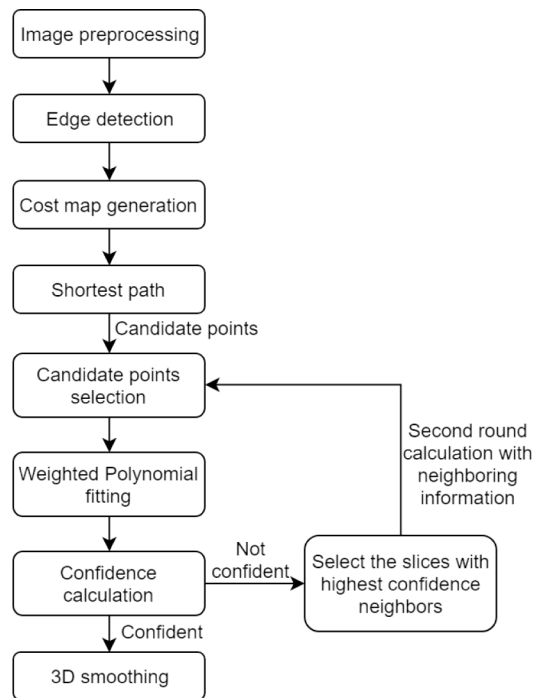 Image preprocessing
Edge detection
Cost map generation
Shortest path
Candidate points
Candidate points
selection
Weighted Polynomial
fitting
Confidence
calculation
Not
confident
Select the slices with
highest confidence
neighbors
Second round
calculation with
neighboring
information
Confident
3D smoothing